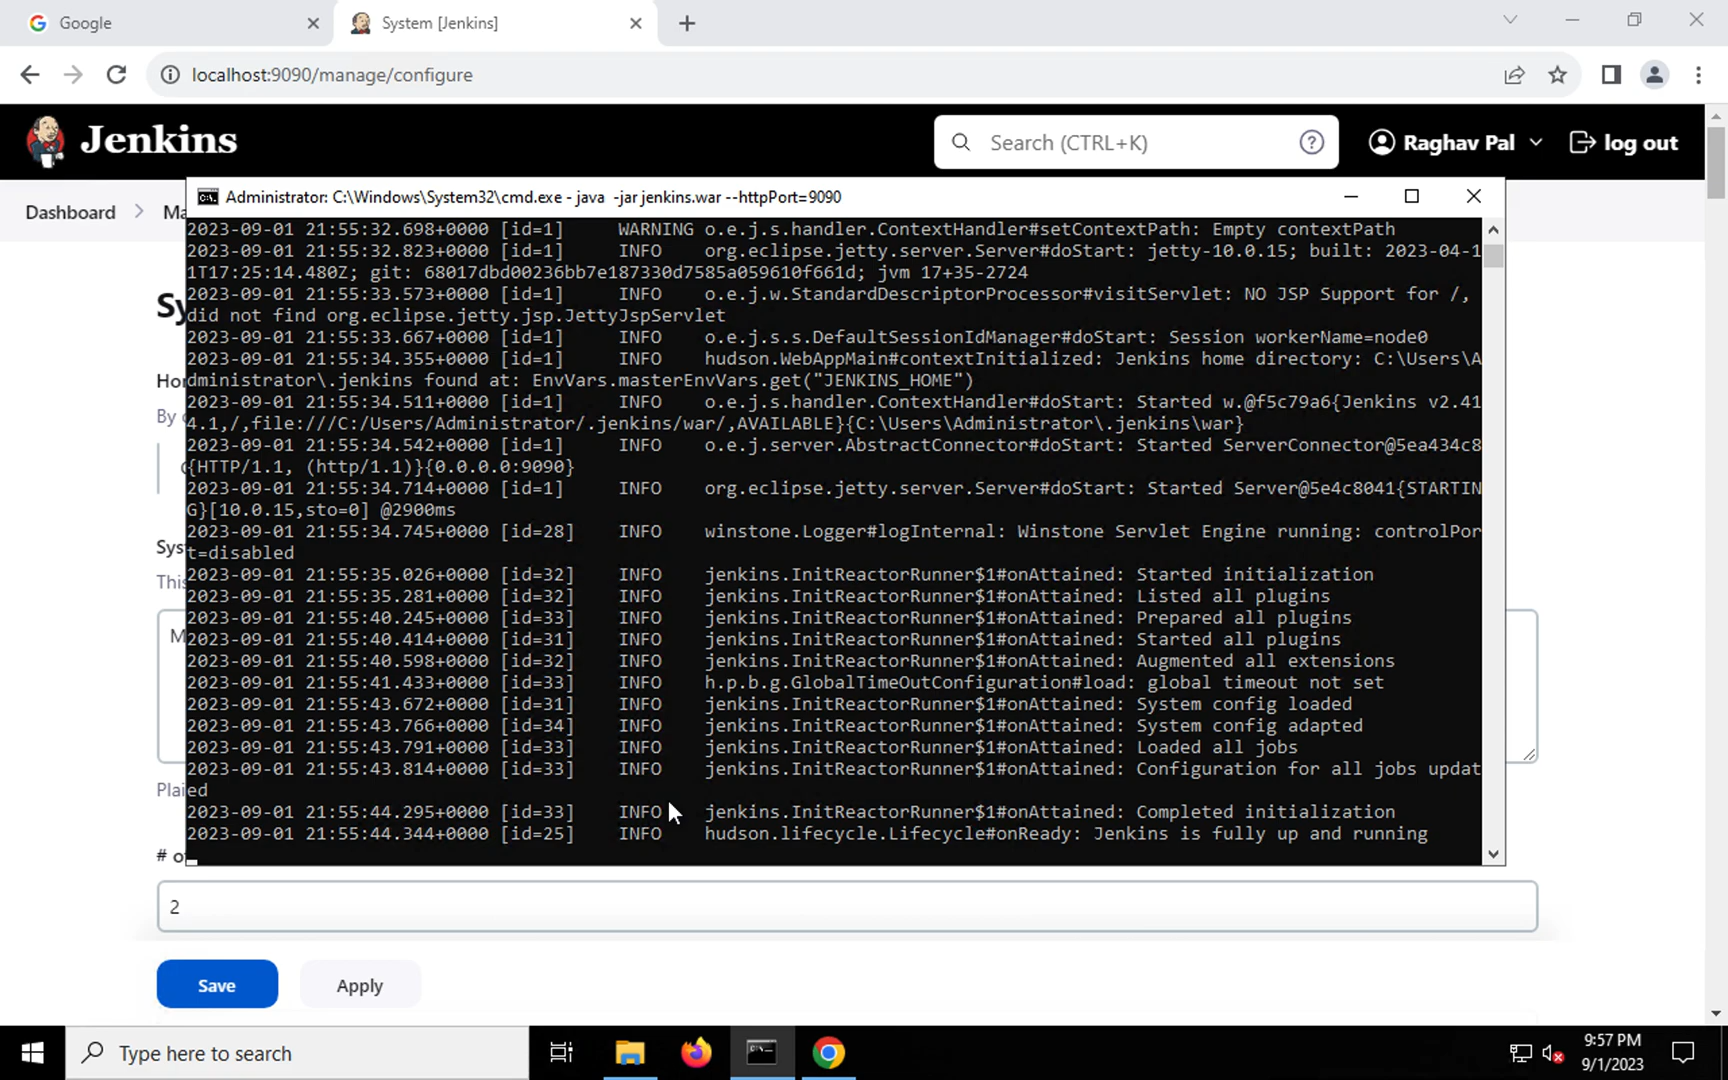 Google
System [Jenkins]
localhost:9090/manage/configure
Jenkins
Search (CTRL+K)
Raghav Pal
log out
Dashboard
Administrator: C:\Windows\System32\cmd.exe - java  -jar jenkins.war --httpPort=9090
2023-09-01 21:55:32.698+0000 [id=1]    WARNING o.e.j.s.handler.ContextHandler#setContextPath: Empty contextPath
2023-09-01 21:55:32.823+0000 [id=1]    INFO    org.eclipse.jetty.server.Server#doStart: jetty-10.0.15; built: 2023-04-1
1T17:25:14.480Z; git: 68017dbd00236bb7e187330d7585a059610f661d; jvm 17+35-2724
2023-09-01 21:55:33.573+0000 [id=1]    INFO    o.e.j.w.StandardDescriptorProcessor#visitServlet: NO JSP Support for /,
did not find org.eclipse.jetty.jsp.JettyJspServlet
2023-09-01 21:55:33.667+0000 [id=1]    INFO    o.e.j.s.s.DefaultSessionIdManager#doStart: Session workerName=node0
2023-09-01 21:55:34.355+0000 [id=1]    INFO    hudson.WebAppMain#contextInitialized: Jenkins home directory: C:\Users\A
dministrator\.jenkins found at: EnvVars.masterEnvVars.get("JENKINS_HOME")
2023-09-01 21:55:34.511+0000 [id=1]    INFO    o.e.j.s.handler.ContextHandler#doStart: Started w.@f5c79a6{Jenkins v2.41
4.1,/,file:///C:/Users/Administrator/.jenkins/war/,AVAILABLE}{C:\Users\Administrator\.jenkins\war}
2023-09-01 21:55:34.542+0000 [id=1]    INFO    o.e.j.server.AbstractConnector#doStart: Started ServerConnector@5ea434c8
{HTTP/1.1, (http/1.1)}{0.0.0.0:9090}
2023-09-01 21:55:34.714+0000 [id=1]    INFO    org.eclipse.jetty.server.Server#doStart: Started Server@5e4c8041{STARTIN
G}[10.0.15,sto=0] @2900ms
2023-09-01 21:55:34.745+0000 [id=28]    INFO    winstone.Logger#logInternal: Winstone Servlet Engine running: controlPor
t=disabled
2023-09-01 21:55:35.026+0000 [id=32]    INFO    jenkins.InitReactorRunner$1#onAttained: Started initialization
2023-09-01 21:55:35.281+0000 [id=32]    INFO    jenkins.InitReactorRunner$1#onAttained: Listed all plugins
2023-09-01 21:55:40.245+0000 [id=33]    INFO    jenkins.InitReactorRunner$1#onAttained: Prepared all plugins
2023-09-01 21:55:40.414+0000 [id=31]    INFO    jenkins.InitReactorRunner$1#onAttained: Started all plugins
2023-09-01 21:55:40.598+0000 [id=32]    INFO    jenkins.InitReactorRunner$1#onAttained: Augmented all extensions
2023-09-01 21:55:41.433+0000 [id=33]    INFO    h.p.b.g.GlobalTimeOutConfiguration#load: global timeout not set
2023-09-01 21:55:43.672+0000 [id=31]    INFO    jenkins.InitReactorRunner$1#onAttained: System config loaded
2023-09-01 21:55:43.766+0000 [id=34]    INFO    jenkins.InitReactorRunner$1#onAttained: System config adapted
2023-09-01 21:55:43.791+0000 [id=33]    INFO    jenkins.InitReactorRunner$1#onAttained: Loaded all jobs
2023-09-01 21:55:43.814+0000 [id=33]    INFO    jenkins.InitReactorRunner$1#onAttained: Configuration for all jobs updat
ed
2023-09-01 21:55:44.295+0000 [id=33]    INFO    jenkins.InitReactorRunner$1#onAttained: Completed initialization
2023-09-01 21:55:44.344+0000 [id=25]    INFO    hudson.lifecycle.Lifecycle#onReady: Jenkins is fully up and running
2
Save
Apply
Type here to search
9:57 PM
9/1/2023